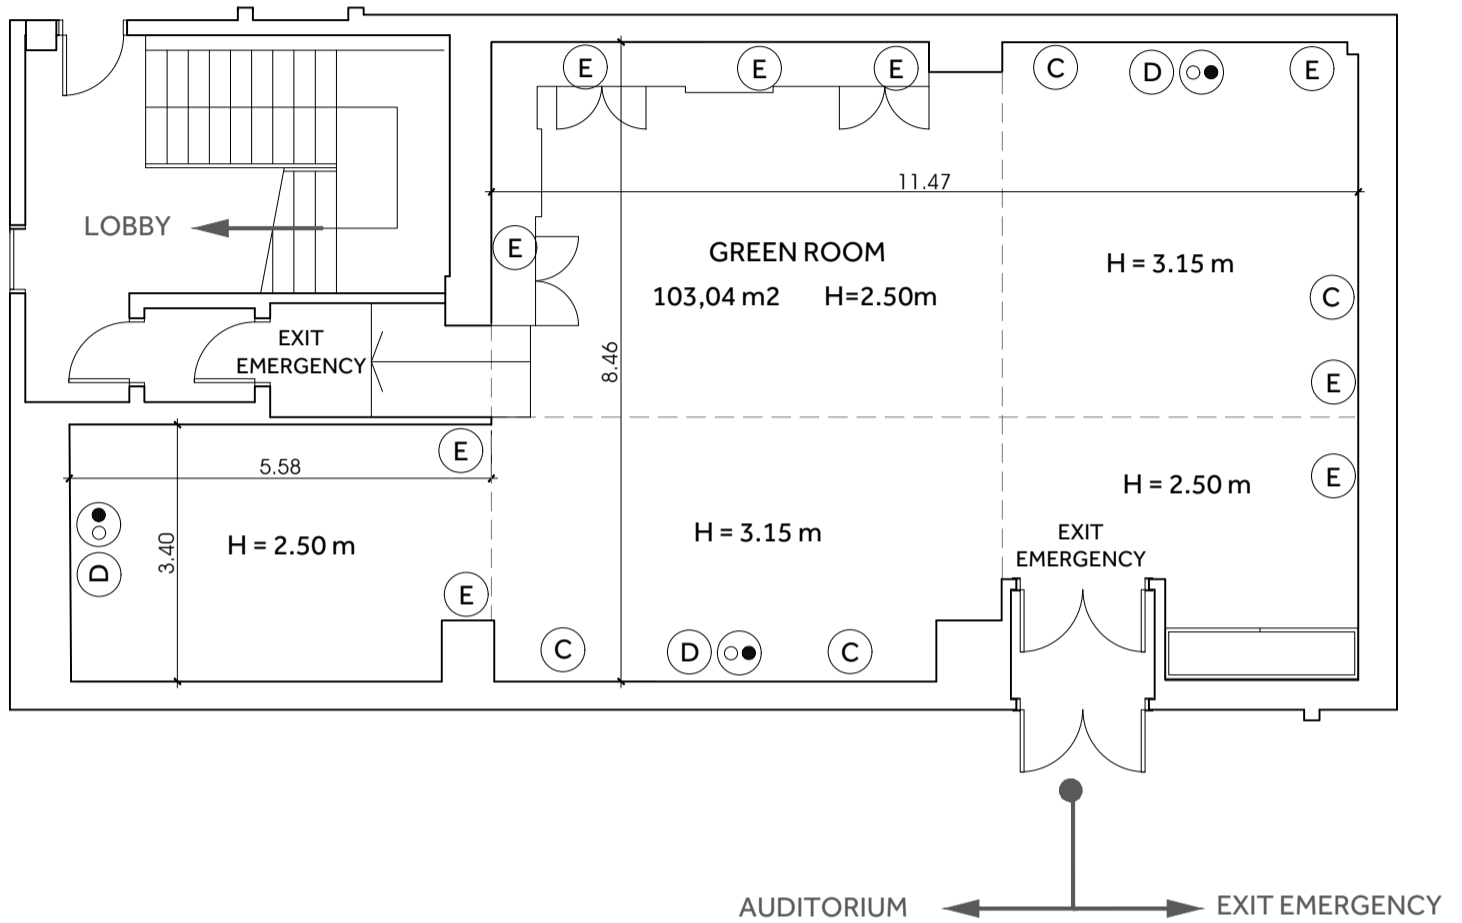 E
E
E
C
D
E
11.47
LOBBY
E
GREEN ROOM
H = 3.15 m
103,04 m2 H=2.50m
C
EXIT
EMERGENCY
8.46
E
E
5.58
E
H = 2.50 m
H = 3.15 m
EXIT
EMERGENCY
H = 2.50 m
3.40
D
E
C
D
C
AUDITORIUM
EXIT EMERGENCY